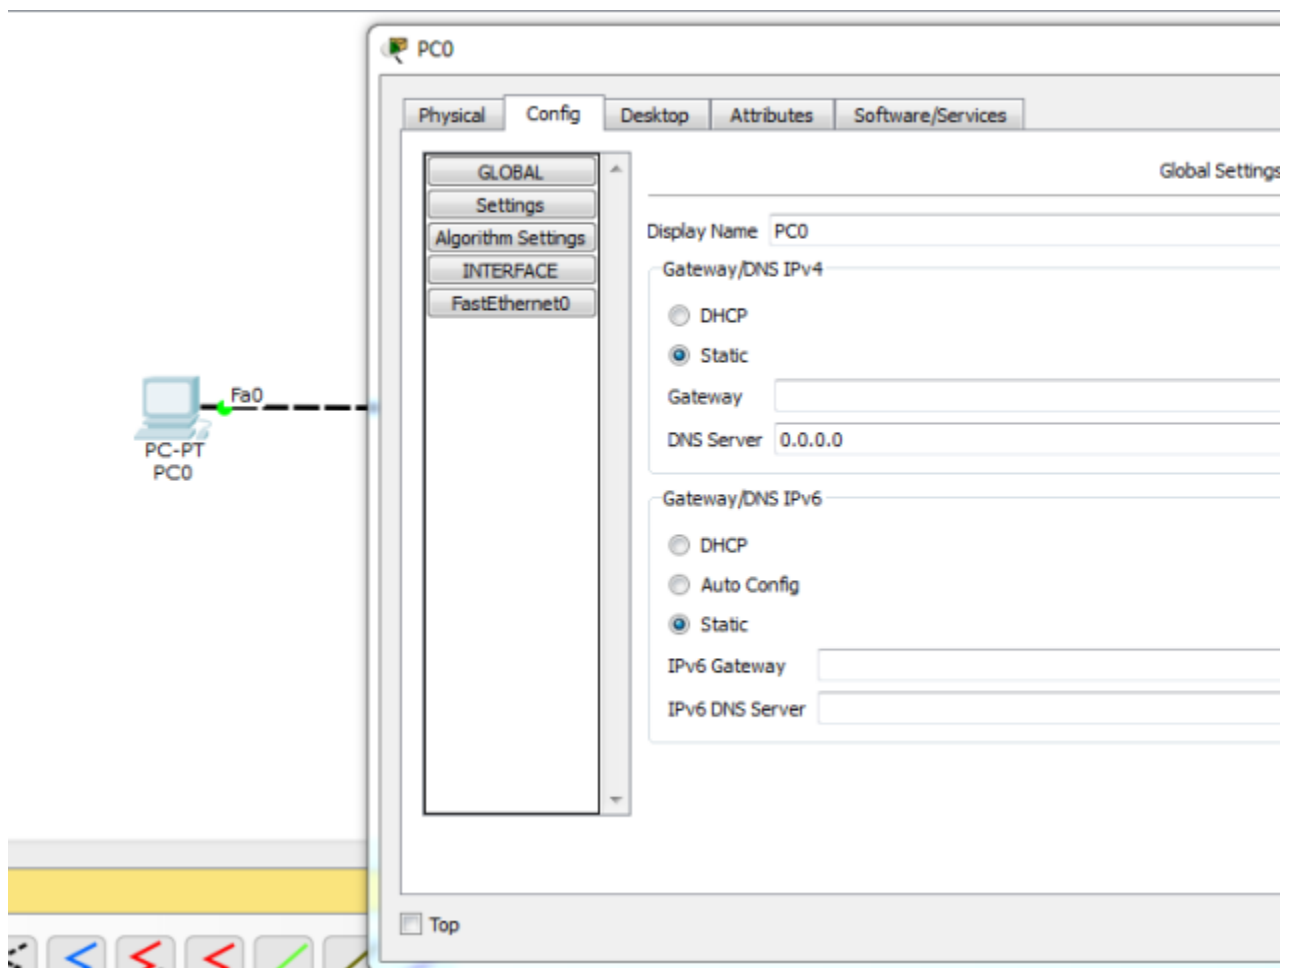 PC0
Physical Config Desktop Attributes Software/Services
GLOBAL
Settings
Algorithm Settings
INTERFACE
FastEthernet0
Global Settings
Display Name PC0
Gateway/DNS IPv4
DHCP
Static
Gateway
DNS Server 0.0.0.0
Gateway/DNS IPv6
DHCP
Auto Config
Static
IPv6 Gateway
IPv6 DNS Server
Top
Fa0
PC-PT
PC0